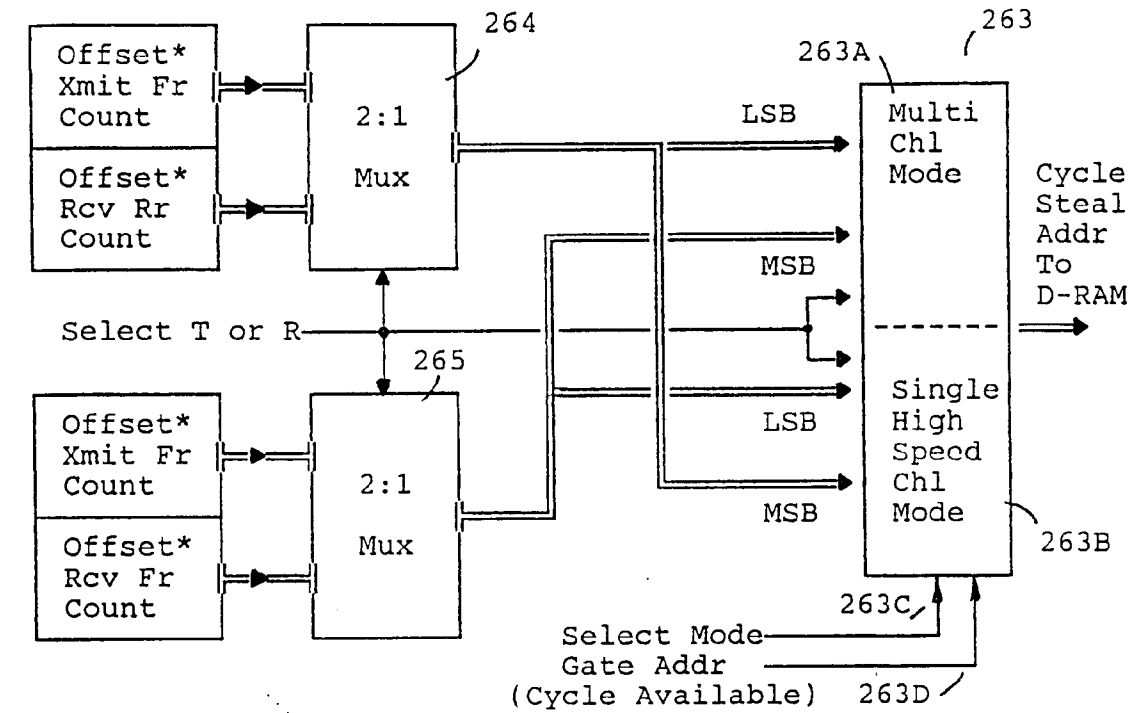 264
263
263A
Offset*
Xmit Fr
Count
Offset*
Rcv Rr
Count
2:1
Mux
LSB
MSB
Multi
Chl
Mode
Cycle
Steal
Addr
To
D-RAM
Select T or R
265
Offset*
Xmit Fr
Count
Offset*
Rcv Fr
Count
2:1
Mux
LSB
MSB
Single
High
Speed
Chl
Mode
263B
263C
Select Mode
Gate Addr
(Cycle Available)
263D